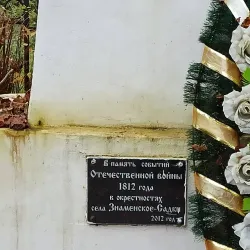 В память событий
Отечественной войны
1812 года
в окрестностях
села Знаменское-Садки
2012 год